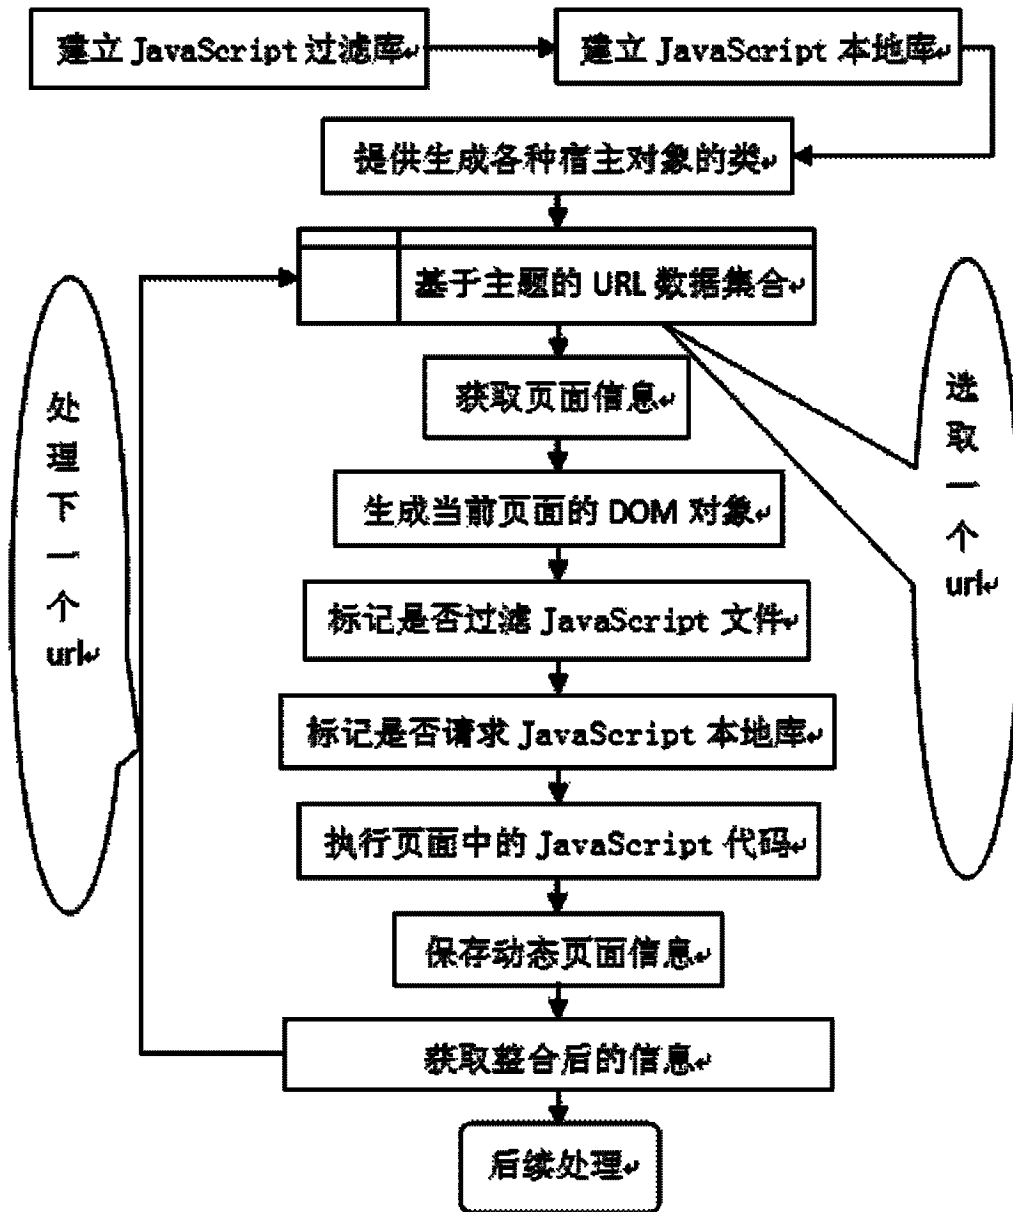 建立 JavaScript 过滤库
建立 JavaScript 本地库
提供生成各种宿主对象的类
基于主题的 URL 数据集合
获取页面信息
生成当前页面的 DOM 对象
标记是否过滤 JavaScript 文件
标记是否请求 JavaScript 本地库
执行页面中的 JavaScript 代码
保存动态页面信息
获取整合后的信息
后续处理
处
理
下
一
个
url
选
取
一
个
url